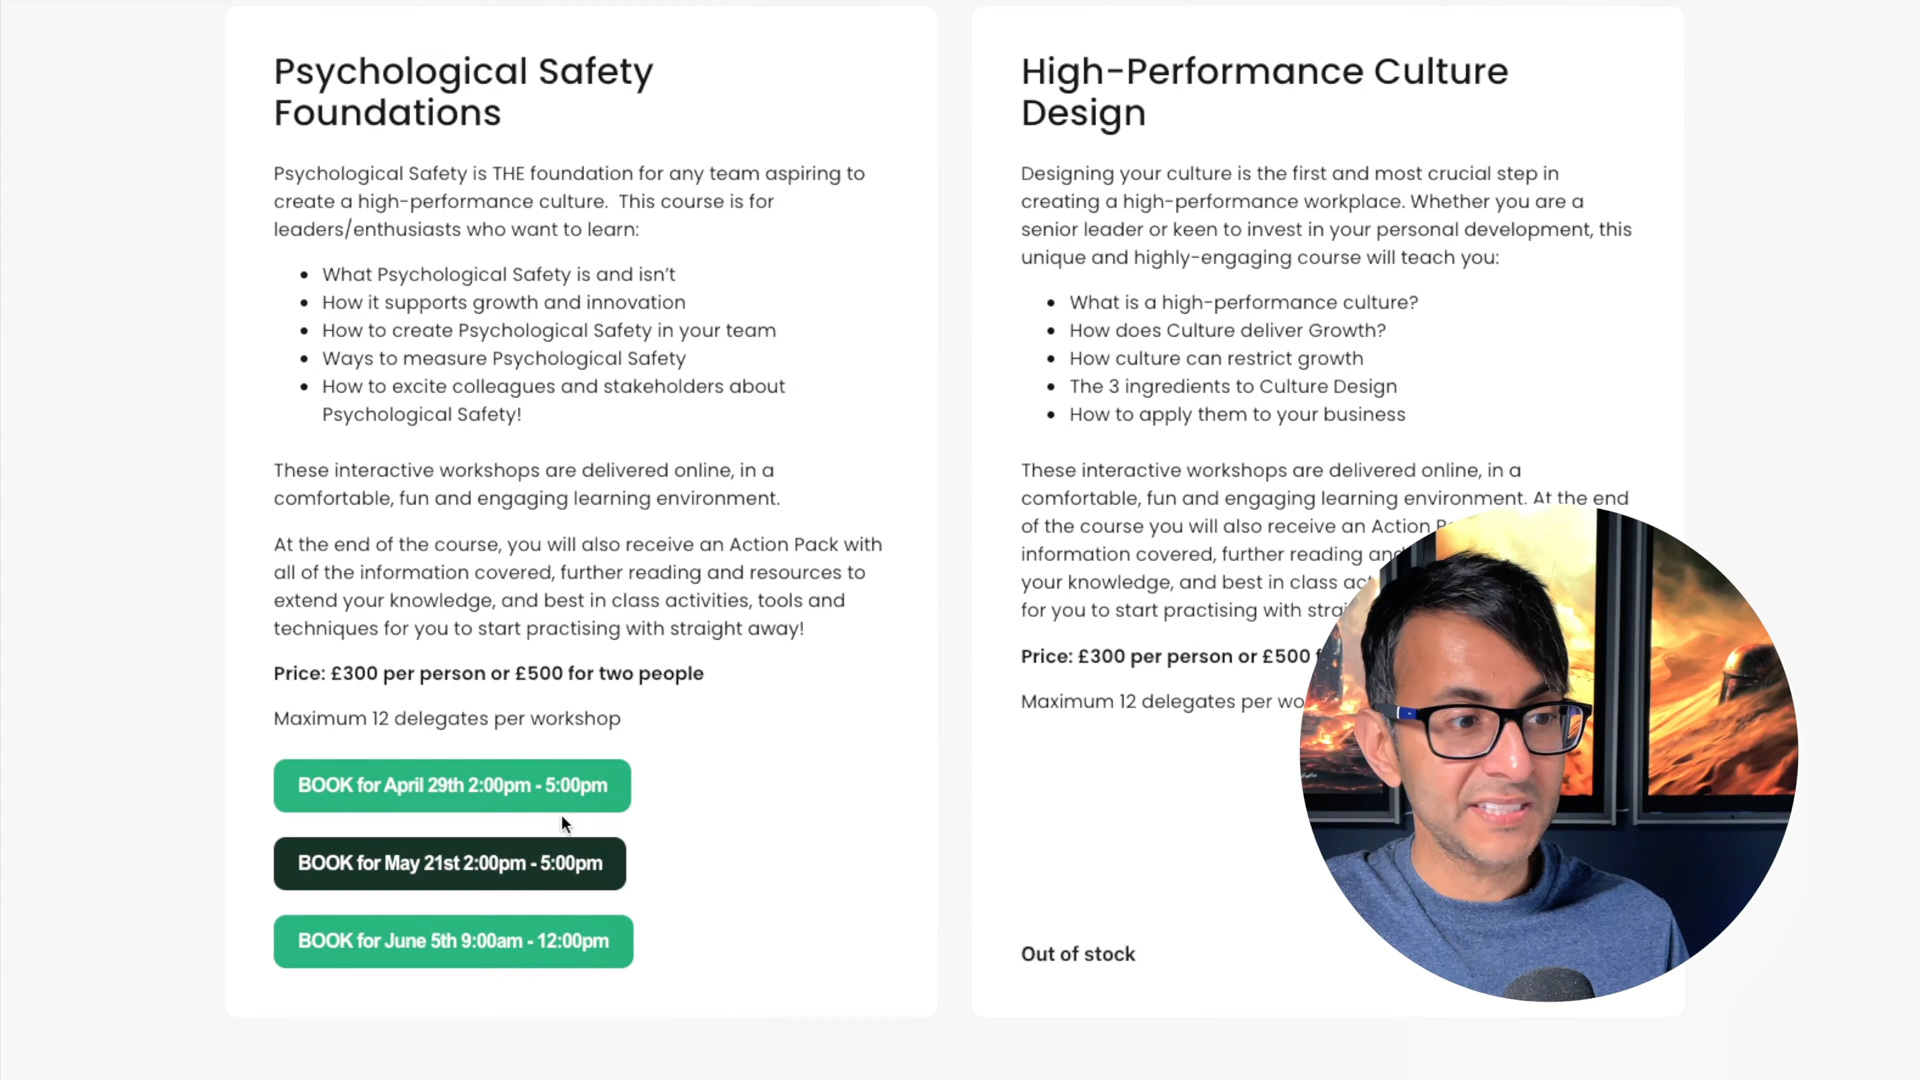 Psychological Safety
Foundations
Psychological Safety is THE foundation for any team aspiring to
create a high-performance culture.  This course is for
leaders/enthusiasts who want to learn:
• What Psychological Safety is and isn’t
• How it supports growth and innovation
• How to create Psychological Safety in your team
• Ways to measure Psychological Safety
• How to excite colleagues and stakeholders about
Psychological Safety!
These interactive workshops are delivered online, in a
comfortable, fun and engaging learning environment.
At the end of the course, you will also receive an Action Pack with
all of the information covered, further reading and resources to
extend your knowledge, and best in class activities, tools and
techniques for you to start practising with straight away!
Price: £300 per person or £500 for two people
Maximum 12 delegates per workshop
BOOK for April 29th 2:00pm - 5:00pm
BOOK for May 21st 2:00pm - 5:00pm
BOOK for June 5th 9:00am - 12:00pm
High-Performance Culture
Design
Designing your culture is the first and most crucial step in
creating a high-performance workplace. Whether you are a
senior leader or keen to invest in your personal development, this
unique and highly-engaging course will teach you:
• What is a high-performance culture?
• How does Culture deliver Growth?
• How culture can restrict growth
• The 3 ingredients to Culture Design
• How to apply them to your business
These interactive workshops are delivered online, in a
comfortable, fun and engaging learning environment. At the end
of the course you will also receive an Action
information covered, further reading and
your knowledge, and best in class
for you to start practising with
Price: £300 per person or £500
Maximum 12 delegates per
Out of stock